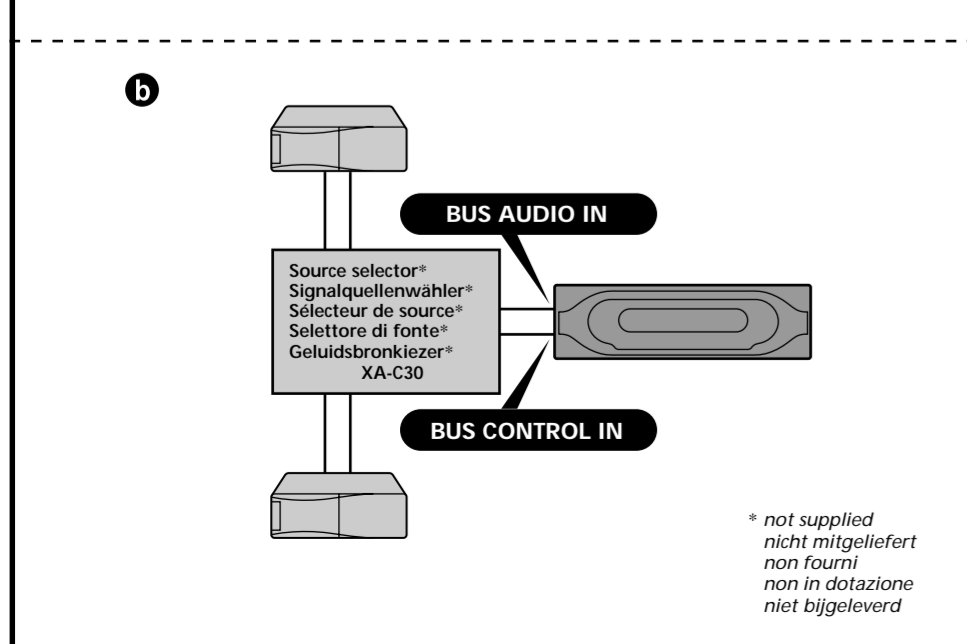 b
BUS AUDIO IN
Source selector*
Signalquellenwähler*
Sélecteur de source*
Selettore di fonte*
Geluidsbronkiezer*
XA-C30
BUS CONTROL IN
* not supplied
nicht mitgeliefert
non fourni
non in dotazione
niet bijgeleverd